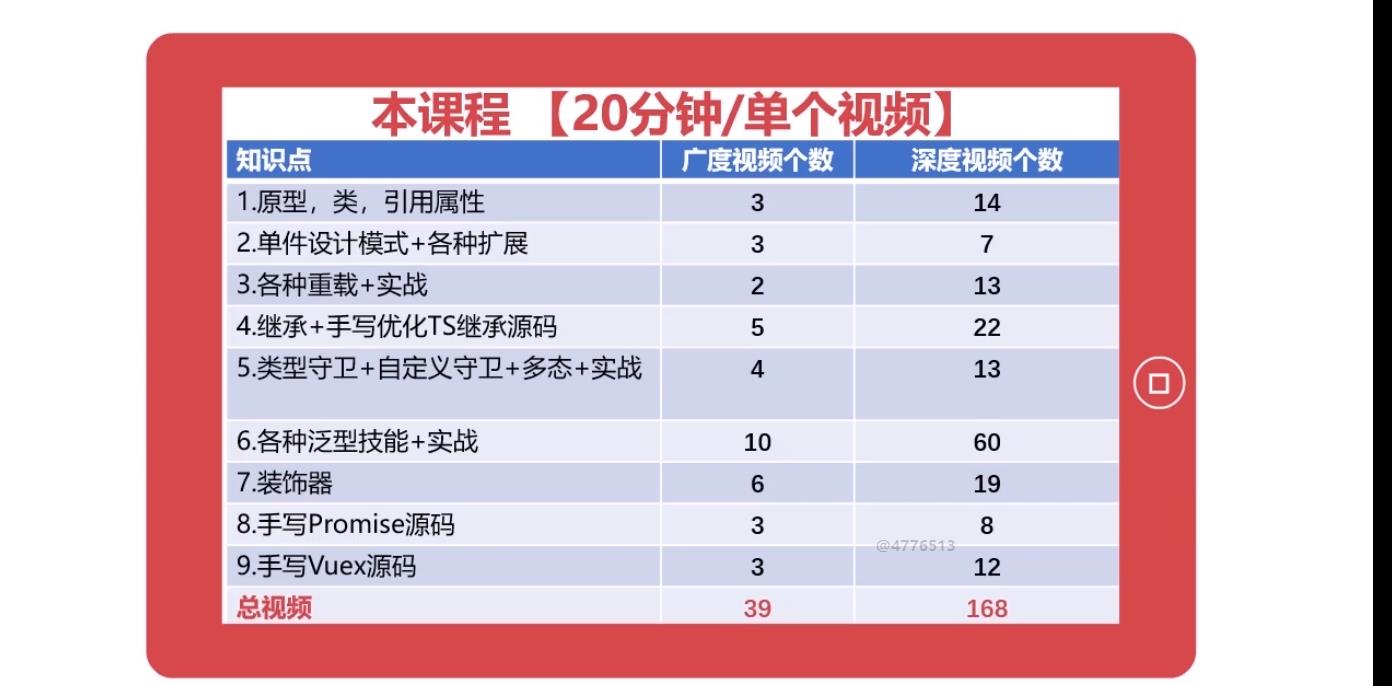 本课程 【20分钟/单个视频】
知识点 广度视频个数 深度视频个数
1.原型，类，引用属性 3 14
2.单件设计模式+各种扩展 3 7
3.各种重载+实战 2 13
4.继承+手写优化TS继承源码 5 22
5.类型守卫+自定义守卫+多态+实战 4 13
6.各种泛型技能+实战 10 60
7.装饰器 6 19
8.手写Promise源码 3 8
@4776513
9.手写Vuex源码 3 12
总视频 39 168